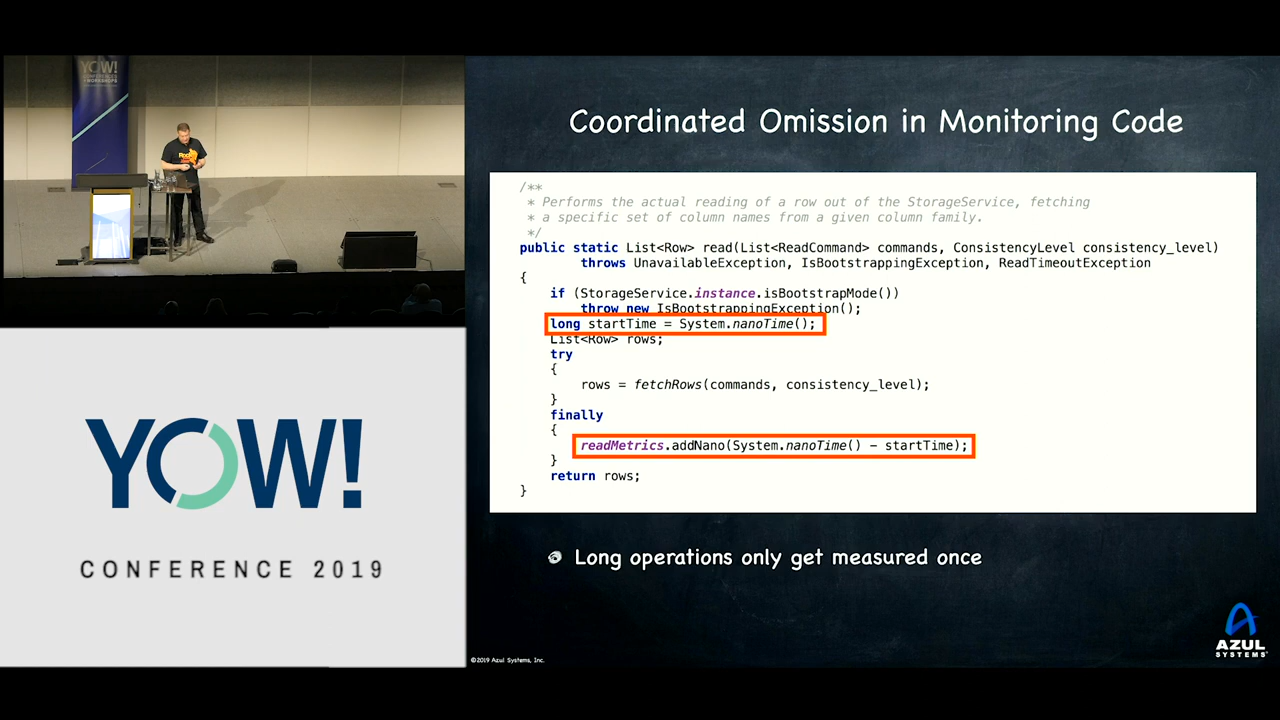 YOW!
CONFERENCES
& WORKSHOPS
YOW!
CONFERENCE 2019
Coordinated Omission in Monitoring Code
/**
 * Performs the actual reading of a row out of the StorageService, fetching
 * a specific set of column names from a given column family.
 */
public static List<Row> read(List<ReadCommand> commands, ConsistencyLevel consistency_level)
        throws UnavailableException, IsBootstrappingException, ReadTimeoutException
{
    if (StorageService.instance.isBootstrapMode())
        throw new IsBootstrappingException();
    long startTime = System.nanoTime();
    List<Row> rows;
    try
    {
        rows = fetchRows(commands, consistency_level);
    }
    finally
    {
        readMetrics.addNano(System.nanoTime() - startTime);
    }
    return rows;
}
Long operations only get measured once
©2019 Azul Systems, Inc.
AZUL
SYSTEMS